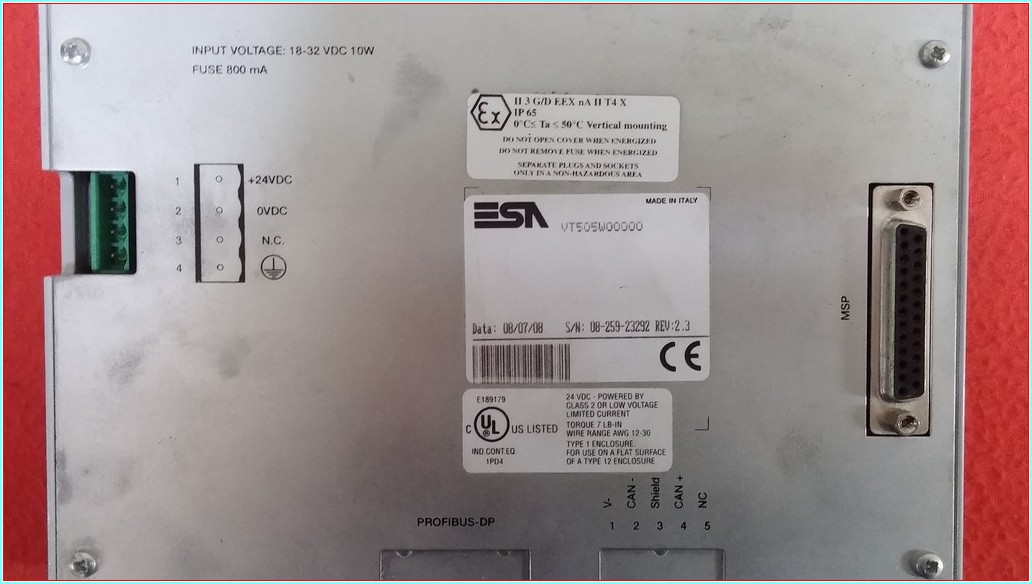 INPUT VOLTAGE: 18-32 VDC 10W
FUSE 800 mA
Ex
II 3 G/D EEX nA II T4 X
IP 65
0°C≤ Ta ≤ 50°C Vertical mounting
DO NOT OPEN COVER WHEN ENERGIZED
DO NOT REMOVE FUSE WHEN ENERGIZED
SEPARATE PLUGS AND SOCKETS
ONLY IN A NON-HAZARDOUS AREA
1 +24VDC
2 0VDC
3 N.C.
4
ESA
MADE IN ITALY
VT505W00000
Data: 08/07/08 S/N: 08-259-23292 REV:2.3
CE
MSP
E189179
C UL US LISTED
IND.CONT.EQ.
1PD4
24 VDC - POWERED BY
CLASS 2 OR LOW VOLTAGE
LIMITED CURRENT
TORQUE 7 LB-IN
WIRE RANGE AWG 12-30
TYPE 1 ENCLOSURE.
FOR USE ON A FLAT SURFACE
OF A TYPE 12 ENCLOSURE
PROFIBUS-DP
V- CAN - Shield CAN + NC
1 2 3 4 5